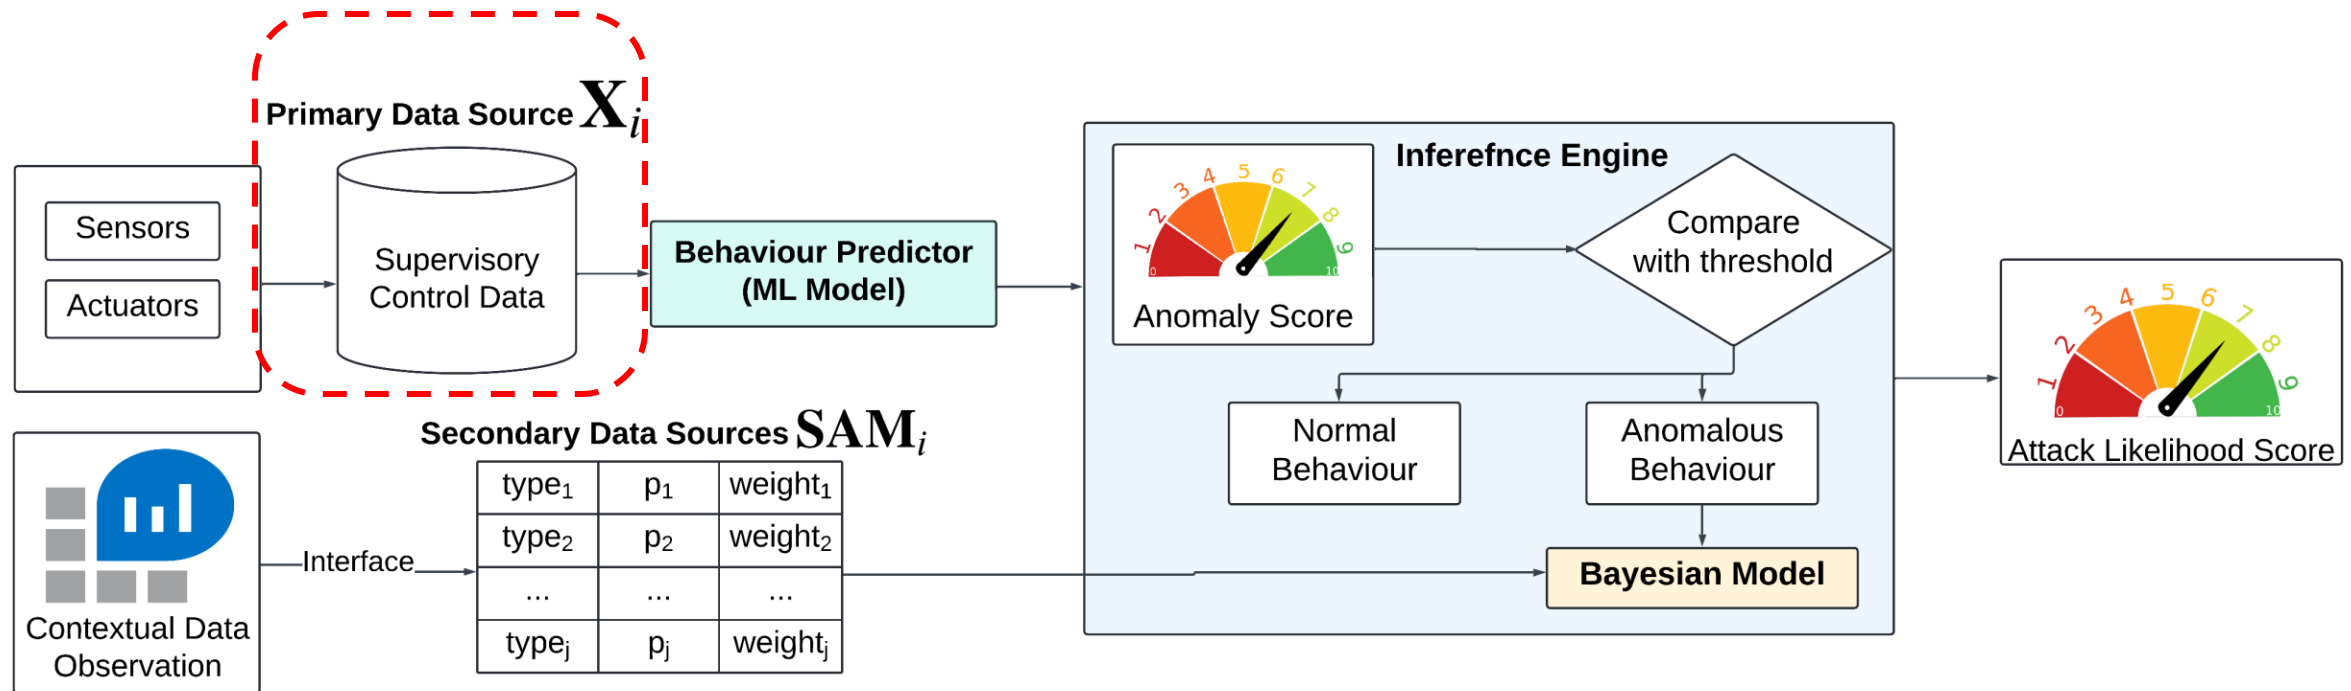 Primary Data Source Xᵢ
Sensors
Actuators
Supervisory
Control Data
Behaviour Predictor
(ML Model)
Inferefnce Engine
0 1 2 3 4 5 6 7 8 9 10
Anomaly Score
Compare
with threshold
Normal
Behaviour
Anomalous
Behaviour
Bayesian Model
0 1 2 3 4 5 6 7 8 9 10
Attack Likelihood Score
Contextual Data
Observation
Interface
Secondary Data Sources SAMᵢ
type₁ p₁ weight₁
type₂ p₂ weight₂
... ... ...
typeⱼ pⱼ weightⱼ